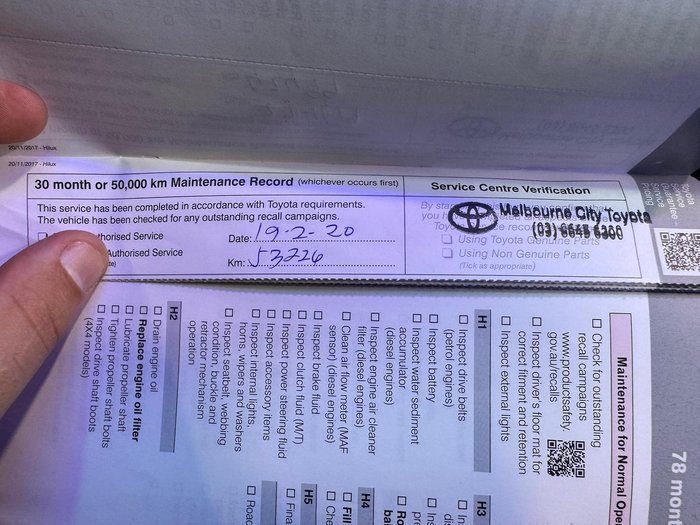 20/11/2017 - Hilux
20/11/2017 - Hilux
30 month or 50,000 km Maintenance Record (whichever occurs first)
This service has been completed in accordance with Toyota requirements.
The vehicle has been checked for any outstanding recall campaigns.
thorised Service
Authorised Service
Date: 19-2-20
Km: 53226
Service Centre Verification
Melbourne City Toyota
(03)
Using Toyota Genuine Parts
Using Non Genuine Parts
(Tick as appropriate)
78 mon
Maintenance for Normal Ope
Check for outstanding
recall campaigns
www.productsafety.
gov.au/recalls
Inspect driver's floor mat for
correct fitment and retention
Inspect external lights
H1
Inspect drive belts
(petrol engines)
Inspect battery
Inspect water sediment
accumulator
(diesel engines)
Inspect engine air cleaner
filter (diesel engines)
Clean air flow meter (MAF
sensor) (diesel engines)
Inspect brake fluid
Inspect clutch fluid (M/T)
Inspect power steering fluid
Inspect accessory items
Inspect internal lights,
horns, wipers and washers
Inspect seatbelt, webbing
condition, buckle and
retractor mechanism
operation
H2
Drain engine oil
Replace engine oil filter
Lubricate propeller shaft
Tighten propeller shaft bolts
Inspect drive shaft boots
(4X4 models)
H3
H4
Fill
H5